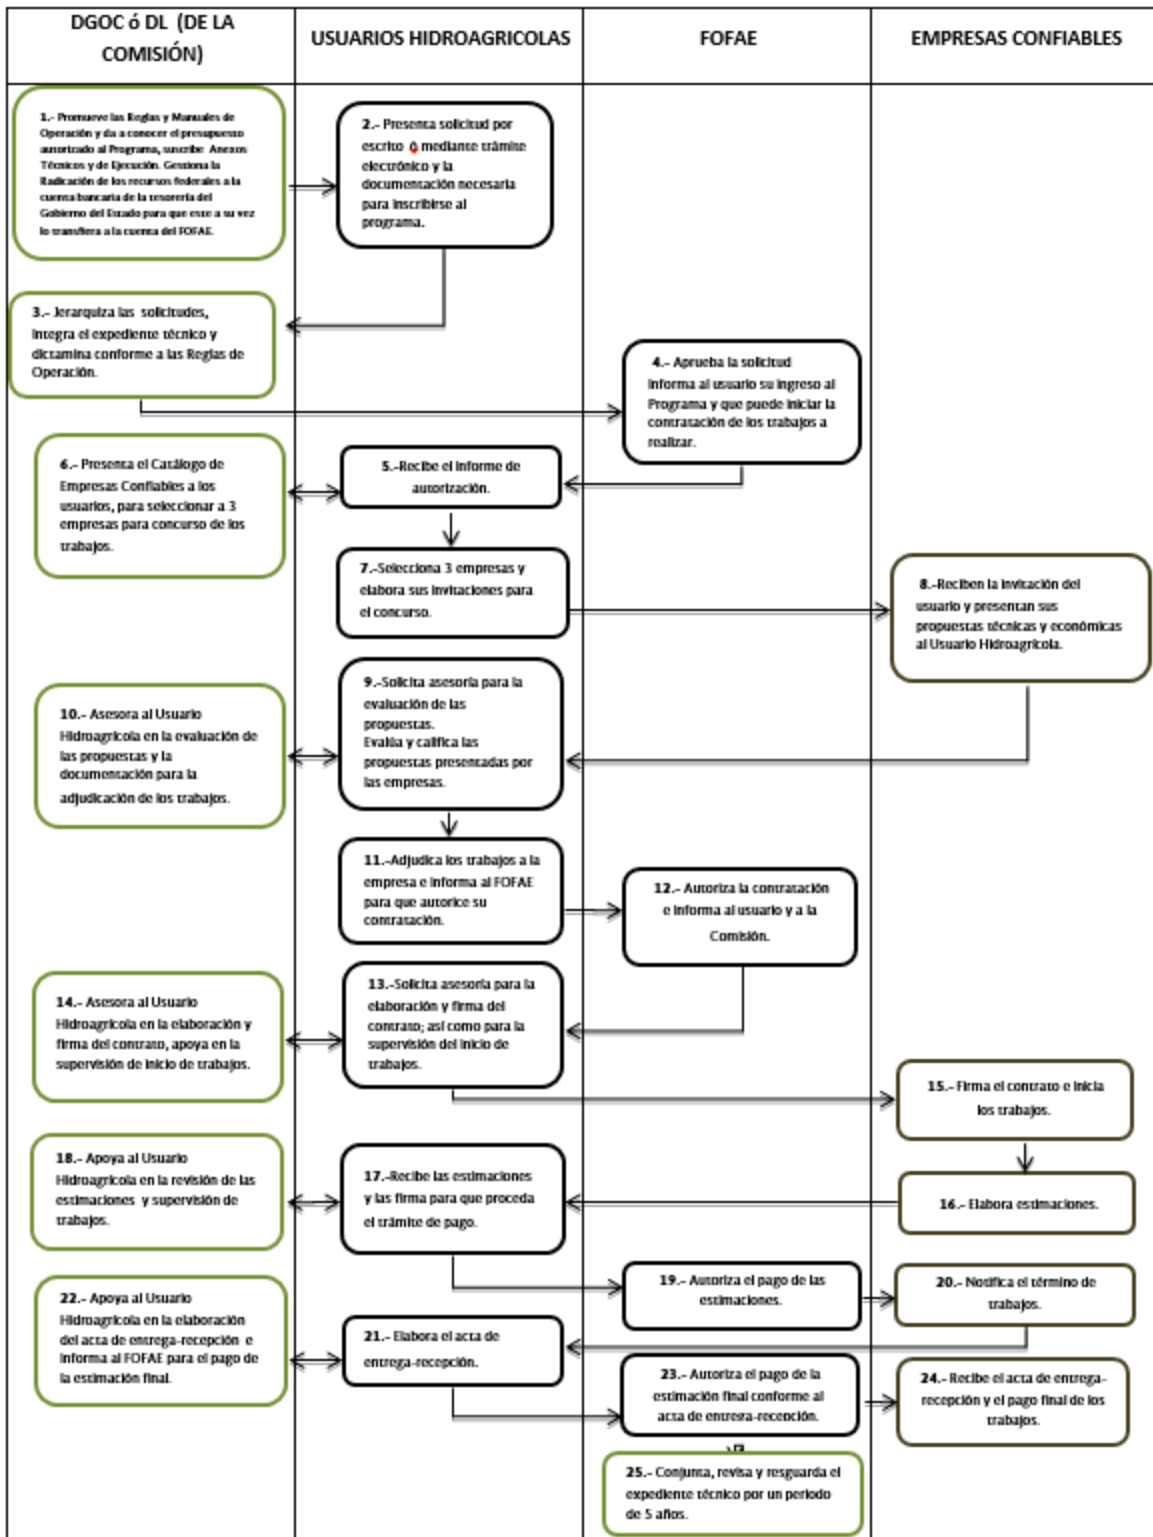 DGOC ó DL (DE LA
COMISIÓN)
USUARIOS HIDROAGRICOLAS
FOFAE
EMPRESAS CONFIABLES
1.- Promueve las Reglas y Manuales de
Operación y da a conocer el presupuesto
autorizado al Programa, suscribe Anexos
Técnicos y de Ejecución. Gestiona la
Radicación de los recursos federales a la
cuenta bancaria de la tesorería del
Gobierno del Estado para que este a su vez
lo transfiera a la cuenta del FOFAE.
2.- Presenta solicitud por
escrito ó mediante trámite
electrónico y la
documentación necesaria
para inscribirse al
programa.
3.- Jerarquiza las solicitudes,
integra el expediente técnico y
dictamina conforme a las Reglas de
Operación.
4.- Aprueba la solicitud
Informa al usuario su ingreso al
Programa y que puede iniciar la
contratación de los trabajos a
realizar.
5.-Recibe el informe de
autorización.
6.- Presenta el Catálogo de
Empresas Confiables a los
usuarios, para seleccionar a 3
empresas para concurso de los
trabajos.
7.-Selecciona 3 empresas y
elabora sus invitaciones para
el concurso.
8.-Reciben la invitación del
usuario y presentan sus
propuestas técnicas y económicas
al Usuario Hidroagrícola.
9.-Solicita asesoría para la
evaluación de las
propuestas.
Evalúa y califica las
propuestas presentadas por
las empresas.
10.- Asesora al Usuario
Hidroagrícola en la evaluación de
las propuestas y la
documentación para la
adjudicación de los trabajos.
11.-Adjudica los trabajos a la
empresa e informa al FOFAE
para que autorice su
contratación.
12.- Autoriza la contratación
e informa al usuario y a la
Comisión.
13.-Solicita asesoría para la
elaboración y firma del
contrato; así como para la
supervisión del inicio de
trabajos.
14.- Asesora al Usuario
Hidroagrícola en la elaboración y
firma del contrato, apoya en la
supervisión de inicio de trabajos.
15.- Firma el contrato e inicia
los trabajos.
16.- Elabora estimaciones.
17.-Recibe las estimaciones
y las firma para que proceda
el trámite de pago.
18.- Apoya al Usuario
Hidroagrícola en la revisión de las
estimaciones y supervisión de
trabajos.
19.- Autoriza el pago de las
estimaciones.
20.- Notifica el término de
trabajos.
21.- Elabora el acta de
entrega-recepción.
22.- Apoya al Usuario
Hidroagrícola en la elaboración
del acta de entrega-recepción e
informa al FOFAE para el pago de
la estimación final.
23.- Autoriza el pago de la
estimación final conforme al
acta de entrega-recepción.
24.- Recibe el acta de entrega-
recepción y el pago final de los
trabajos.
25.- Conjunta, revisa y resguarda el
expediente técnico por un periodo
de 5 años.